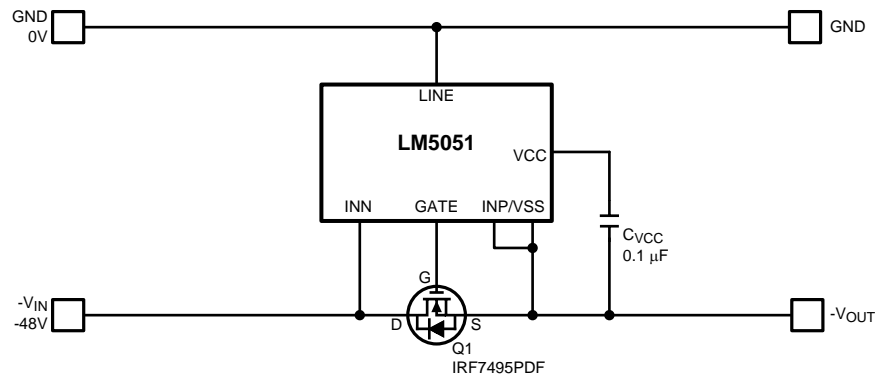 GND
0V
GND
LINE
LM5051
VCC
INN
GATE
INP/VSS
CVCC
0.1 μF
G
-VIN
-48V
D
S
-VOUT
Q1
IRF7495PDF